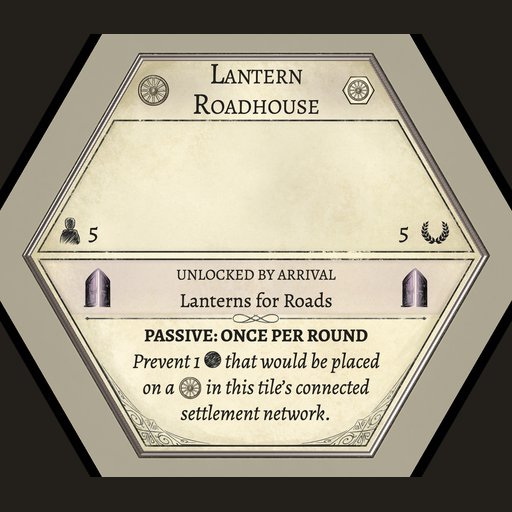 Lantern
Roadhouse
5 5
UNLOCKED BY ARRIVAL
Lanterns for Roads
PASSIVE: ONCE PER ROUND
Prevent 1 that would be placed
on a in this tile's connected
settlement network.